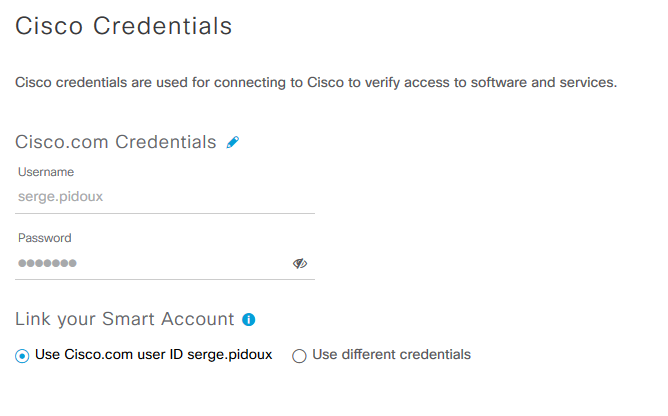 Cisco Credentials
Cisco credentials are used for connecting to Cisco to verify access to software and services.
Cisco.com Credentials
Username
serge.pidoux
Password
●●●●●●●
Link your Smart Account
Use Cisco.com user ID serge.pidoux Use different credentials